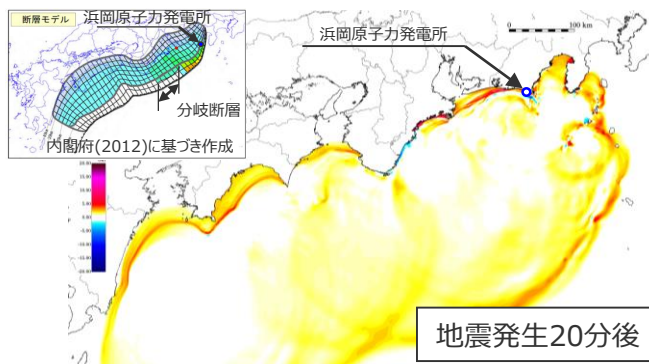 断層モデル
浜岡原子力発電所
分岐断層
内閣府(2012)に基づき作成
浜岡原子力発電所
0
100 km
地震発生20分後